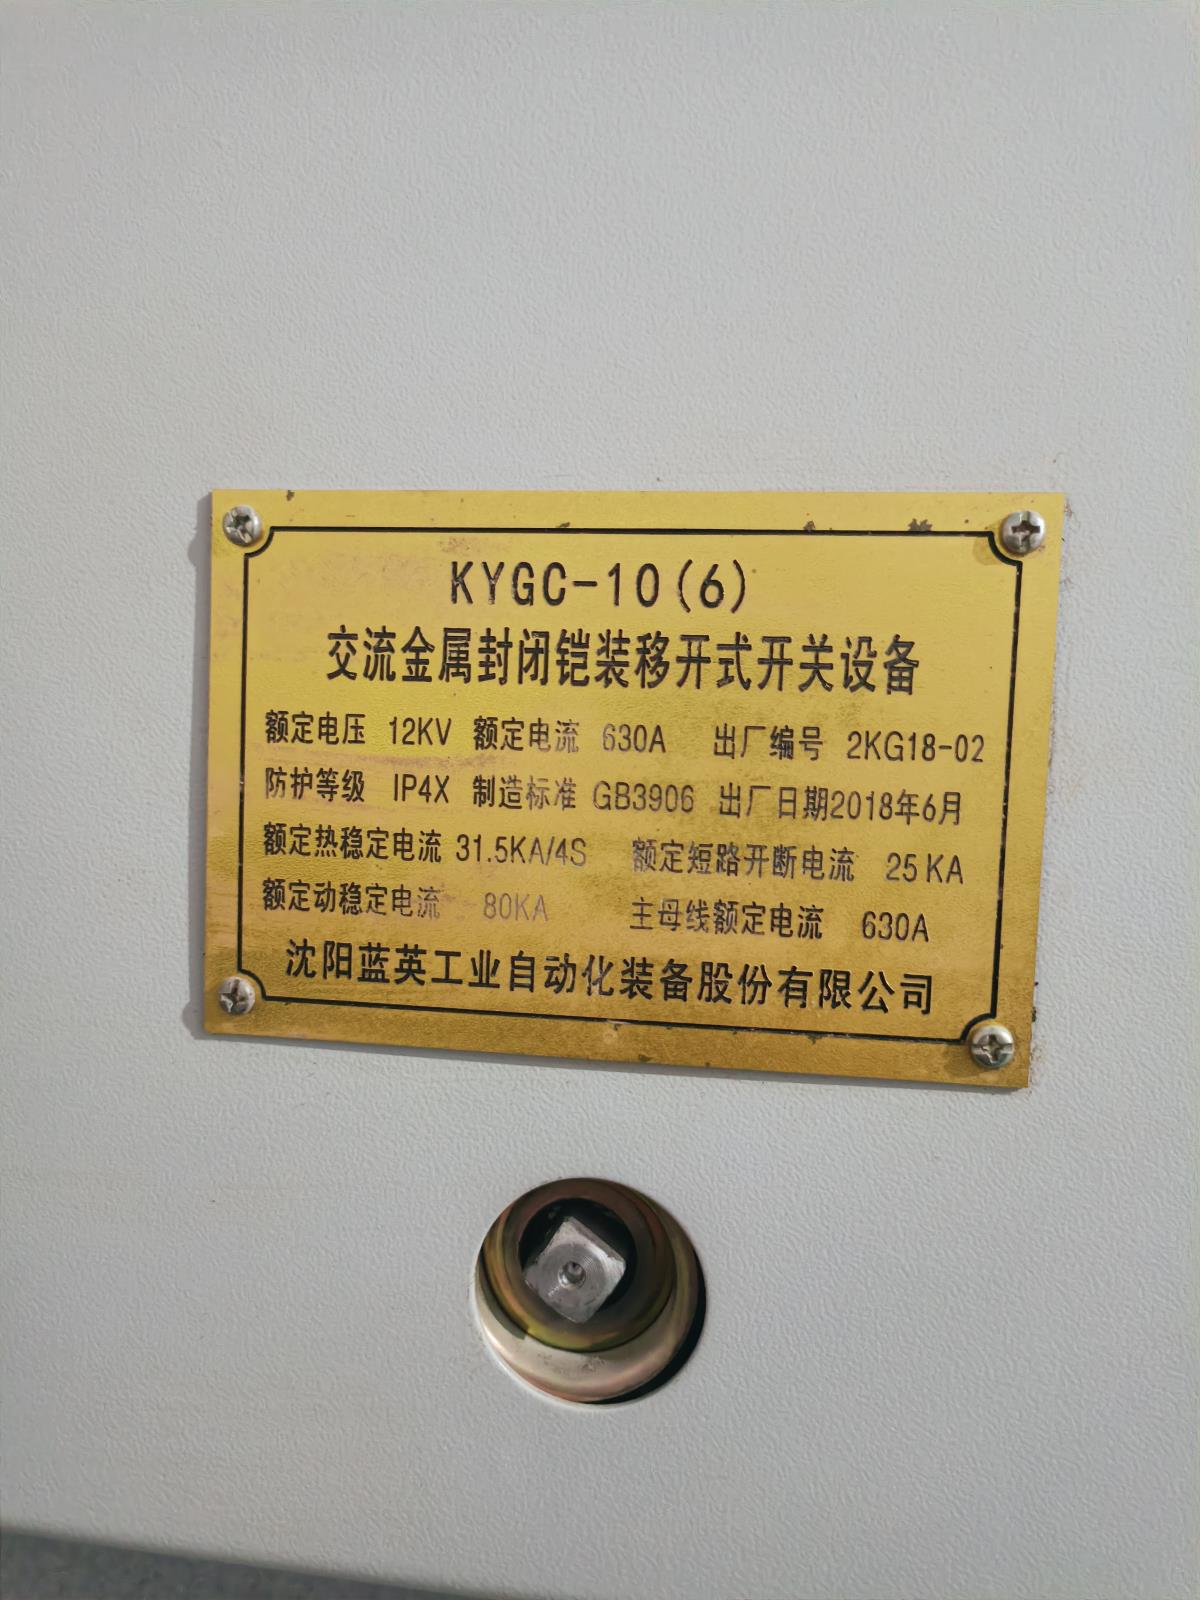 KYGC-10(6)
交流金属封闭铠装移开式开关设备
额定电压 12KV 额定电流 630A 出厂编号 2KG18-02
防护等级 IP4X 制造标准 GB3906 出厂日期2018年6月
额定热稳定电流 31.5KA/4S 额定短路开断电流 25KA
额定动稳定电流 80KA 主母线额定电流 630A
沈阳蓝英工业自动化装备股份有限公司